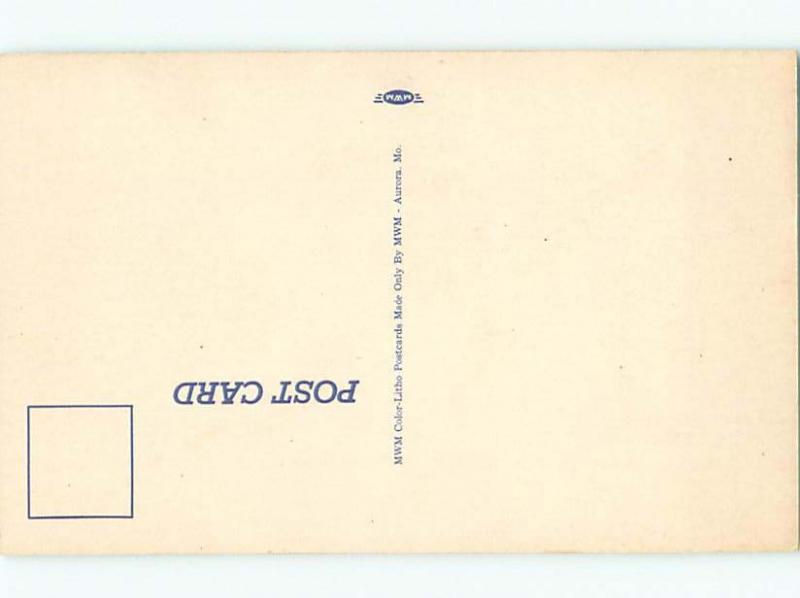 POST CARD
MWM Color-Litho Postcards Made Only By MWM - Aurora. Mo.
MWM